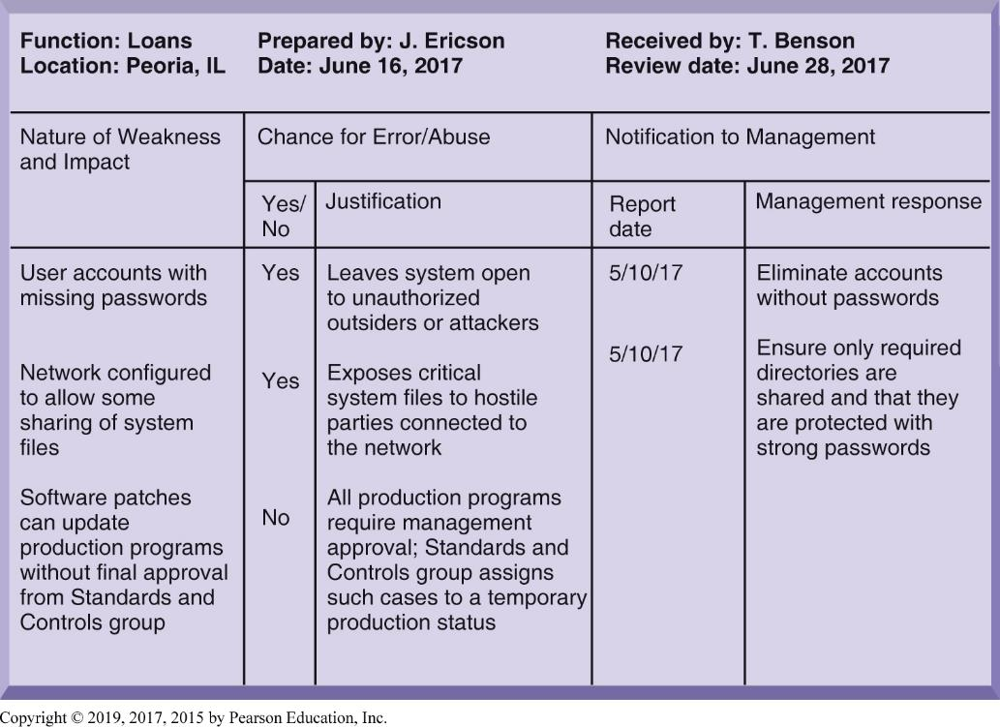 Function: Loans
Location: Peoria, IL
Prepared by: J. Ericson
Date: June 16, 2017
Received by: T. Benson
Review date: June 28, 2017
Nature of Weakness
and Impact
Chance for Error/Abuse
Notification to Management
Yes/
No
Justification
Report
date
Management response
User accounts with
missing passwords
Yes
Leaves system open
to unauthorized
outsiders or attackers
5/10/17
Eliminate accounts
without passwords
Network configured
to allow some
sharing of system
files
Yes
Exposes critical
system files to hostile
parties connected to
the network
5/10/17
Ensure only required
directories are
shared and that they
are protected with
strong passwords
Software patches
can update
production programs
without final approval
from Standards and
Controls group
No
All production programs
require management
approval; Standards and
Controls group assigns
such cases to a temporary
production status
Copyright © 2019, 2017, 2015 by Pearson Education, Inc.